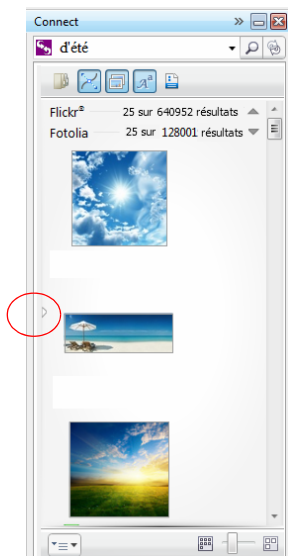 Connect
d'été
Flickr® 25 sur 640952 résultats
Fotolia 25 sur 128001 résultats